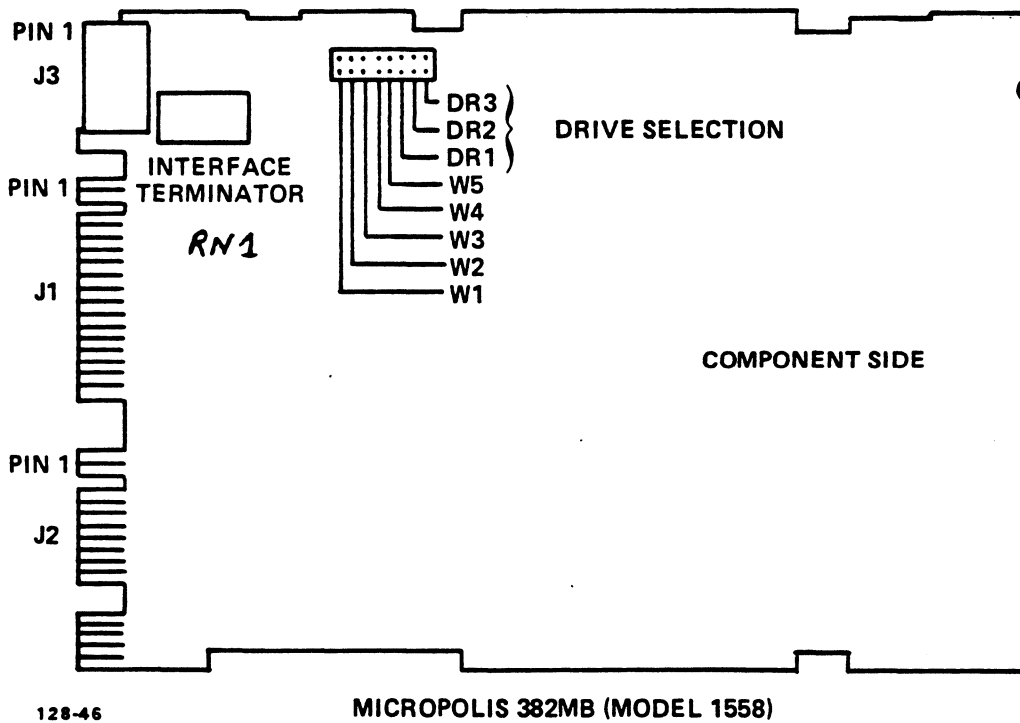 PIN 1
J3
DR3
DR2
DR1
DRIVE SELECTION
INTERFACE
TERMINATOR
RN1
PIN 1
W5
W4
W3
W2
W1
J1
COMPONENT SIDE
PIN 1
J2
128-46
MICROPOLIS 382MB (MODEL 1558)